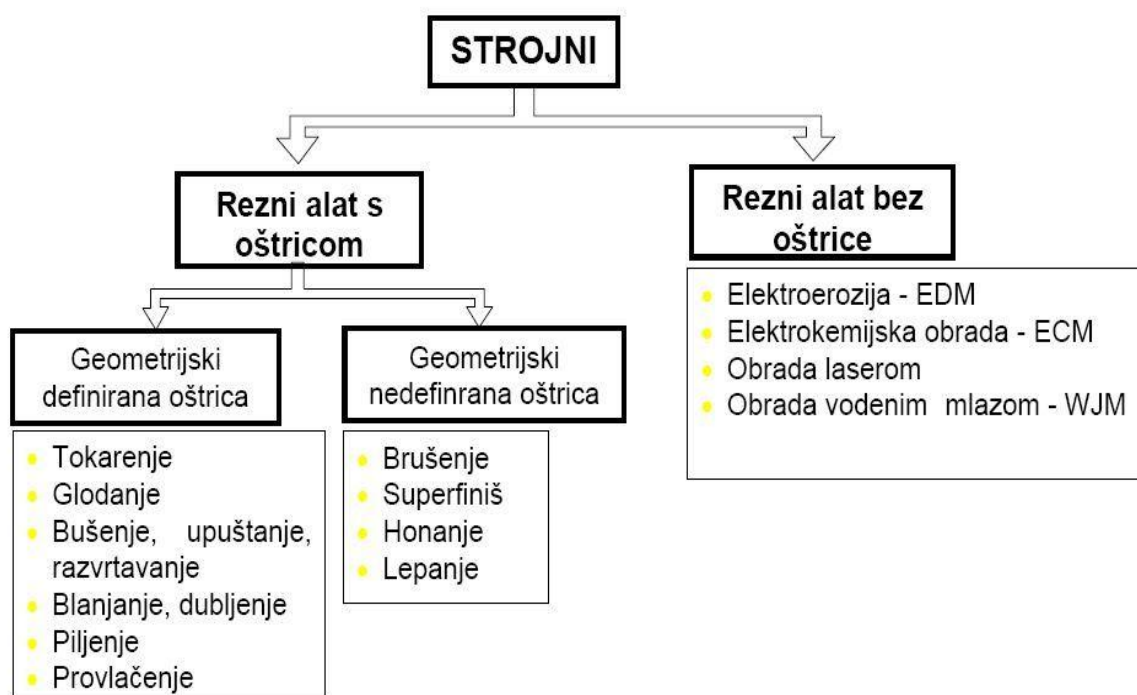 STROJNI
Rezni alat s
oštricom
Rezni alat bez
oštrice
Geometrijski
definirana oštrica
Geometrijski
nedefinrana oštrica
Elektroerozija - EDM
Elektrokemijska obrada - ECM
Obrada laserom
Obrada vodenim mlazom - WJM
Tokarenje
Glodanje
Bušenje, upuštanje,
razvrtavanje
Blanjanje, dubljenje
Piljenje
Provlačenje
Brušenje
Superfiniš
Honanje
Lepanje